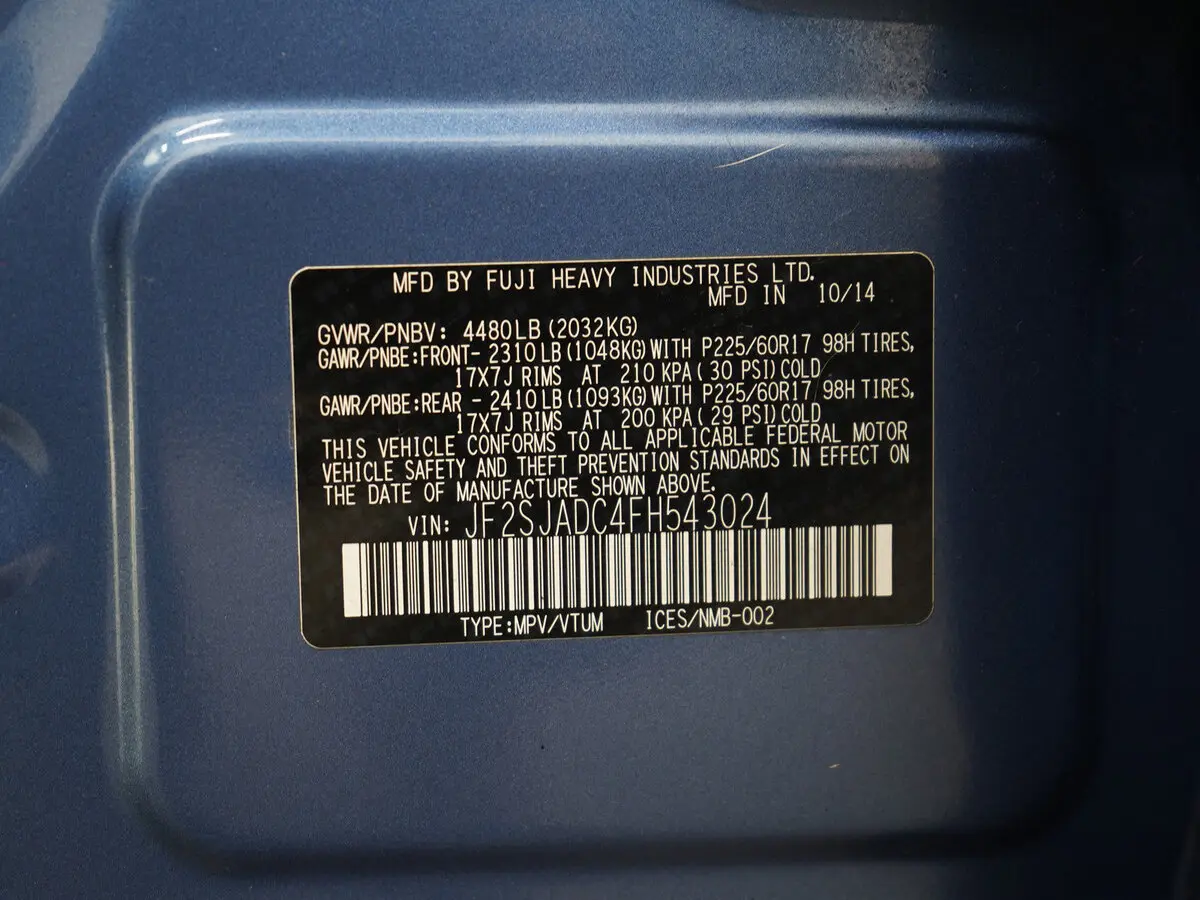 MFD BY FUJI HEAVY INDUSTRIES LTD.
MFD IN 10/14
GVWR/PNBV: 4480LB (2032KG)
GAWR/PNBE:FRONT- 2310LB (1048KG) WITH P225/60R17 98H TIRES,
17X7J RIMS AT 210 KPA( 30 PSI) COLD
GAWR/PNBE:REAR - 2410LB (1093KG) WITH P225/60R17 98H TIRES,
17X7J RIMS AT 200 KPA( 29 PSI) COLD
THIS VEHICLE CONFORMS TO ALL APPLICABLE FEDERAL MOTOR
VEHICLE SAFETY AND THEFT PREVENTION STANDARDS IN EFFECT ON
THE DATE OF MANUFACTURE SHOWN ABOVE.
VIN: JF2SJADC4FH543024
TYPE:MPV/VTUM ICES/NMB-002